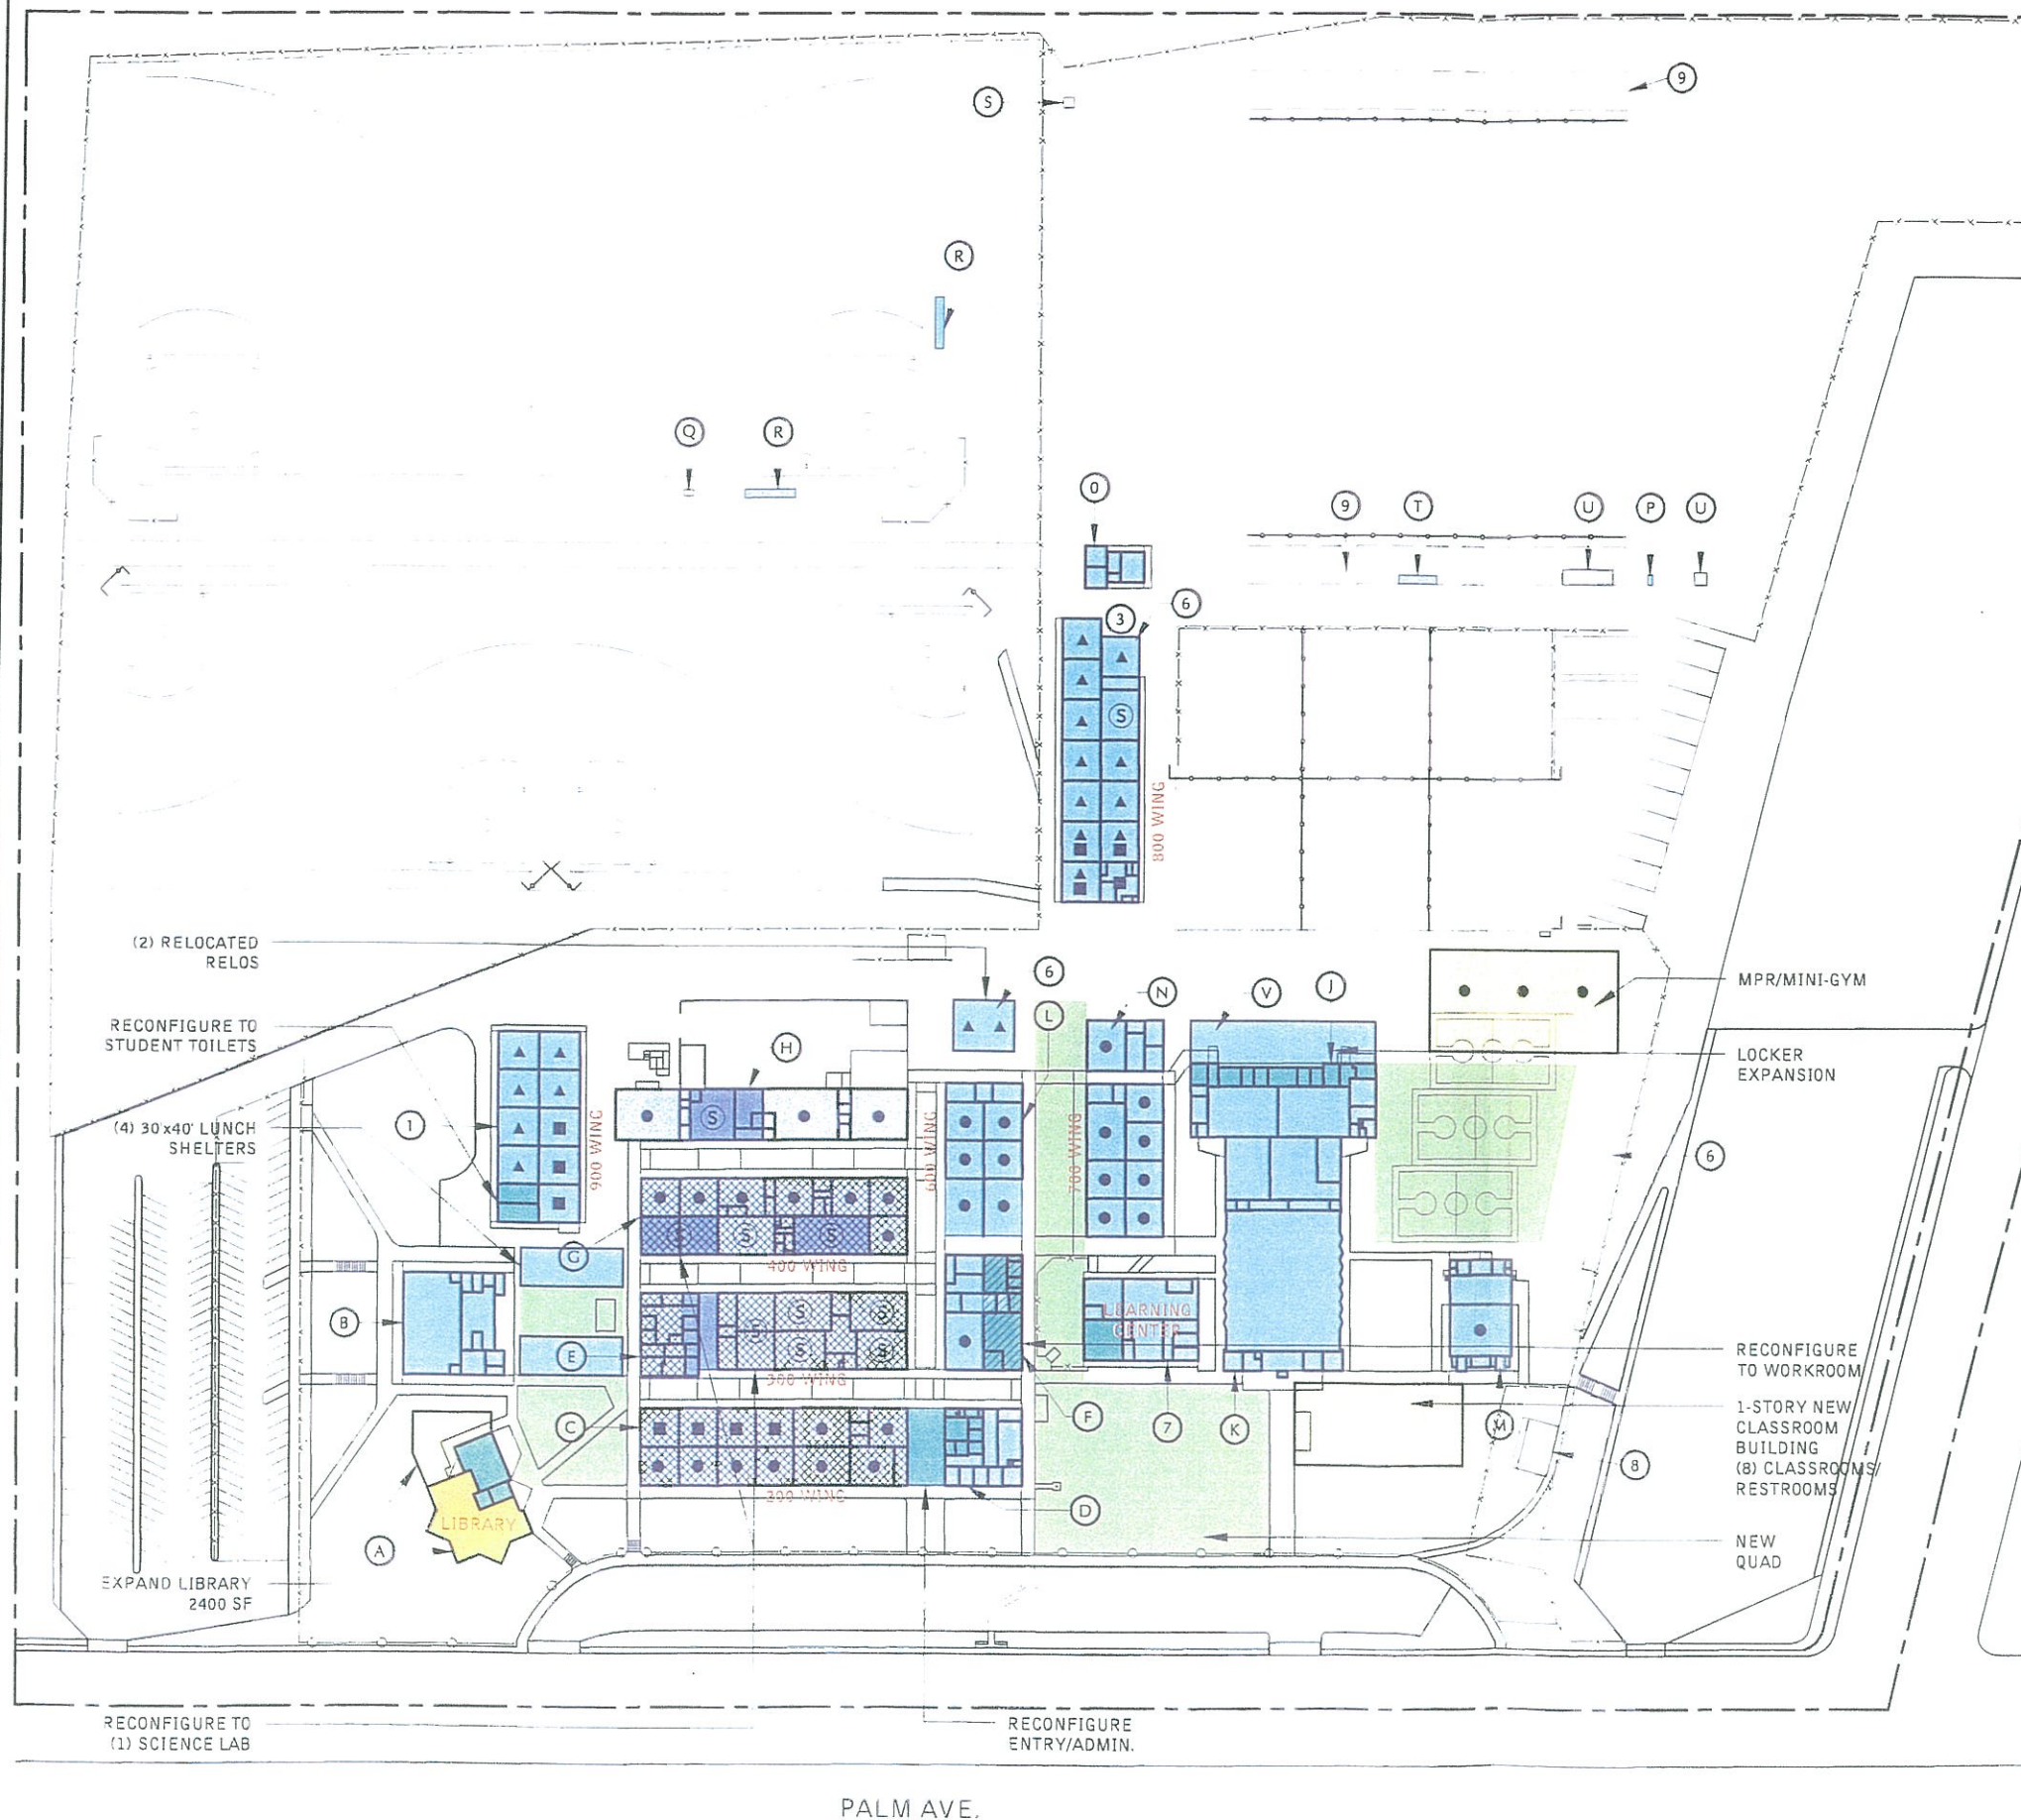 9
S
R
Q
R
0
9
T
U
P
U
6
3
S
800 WING
(2) RELOCATED
RELOS
6
N
V
J
MPR/MINI-GYM
L
RECONFIGURE TO
STUDENT TOILETS
H
LOCKER
EXPANSION
(4) 30'x40' LUNCH
SHELTERS
1
900 WING
S
600 WING
700 WING
6
G
S
S
S
400 WING
B
E
S
S
S
S
S
300 WING
LEARNING
CENTER
RECONFIGURE
TO WORKROOM
C
F
7
K
M
1-STORY NEW
CLASSROOM
BUILDING
(8) CLASSROOMS/
RESTROOMS
8
200 WING
D
LIBRARY
A
NEW
QUAD
EXPAND LIBRARY
2400 SF
RECONFIGURE TO
(1) SCIENCE LAB
RECONFIGURE
ENTRY/ADMIN.
PALM AVE.